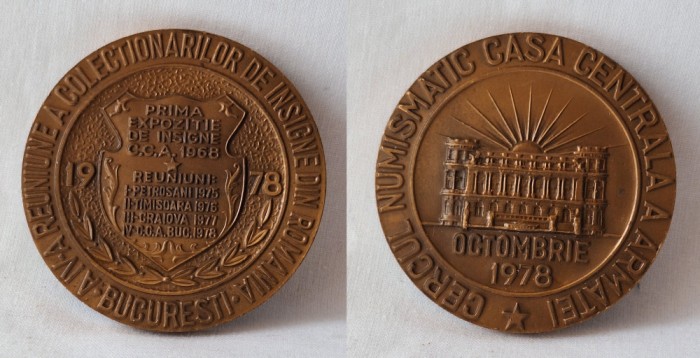 A IV-A REUNIUNE A COLECTIONARILOR DE INSIGNE DIN ROMANIA · BUCURESTI ·
19 78
PRIMA
EXPOZITIE
DE INSIGNE
C.C.A. 1968
REUNIUNI:
I-PETROSANI 1975
II-TIMISOARA 1976
III-CRAIOVA 1977
IV-C.C.A. BUC. 1978
CERCUL NUMISMATIC CASA CENTRALA A ARMATEI
OCTOMBRIE
1978